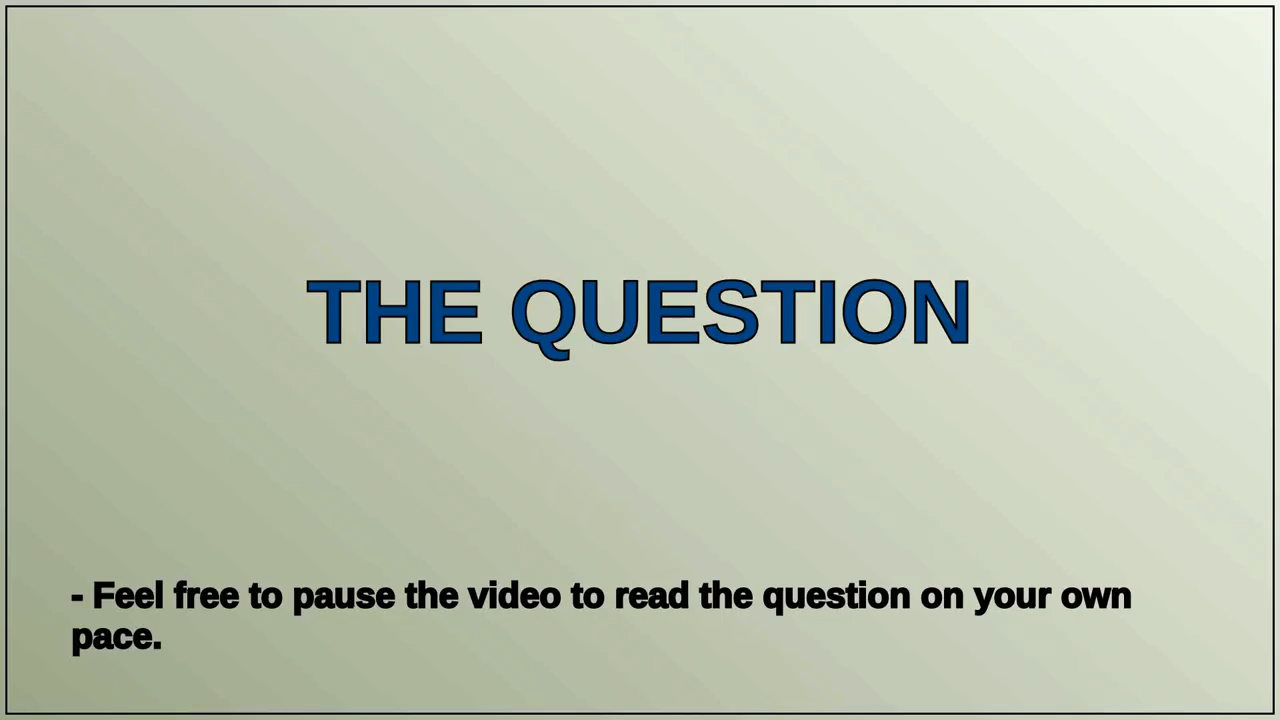 THE QUESTION
- Feel free to pause the video to read the question on your own
pace.